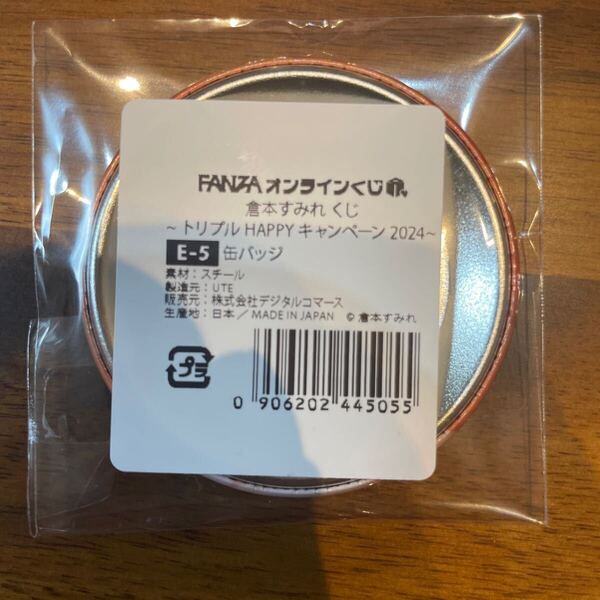 FANZA オンラインくじ
倉本すみれ くじ
~トリプル HAPPY キャンペーン 2024~
E-5 缶バッジ
素材：スチール
製造元：UTE
販売元：株式会社デジタルコマース
生産地：日本／MADE IN JAPAN © 倉本すみれ
プラ
0 906202 445055